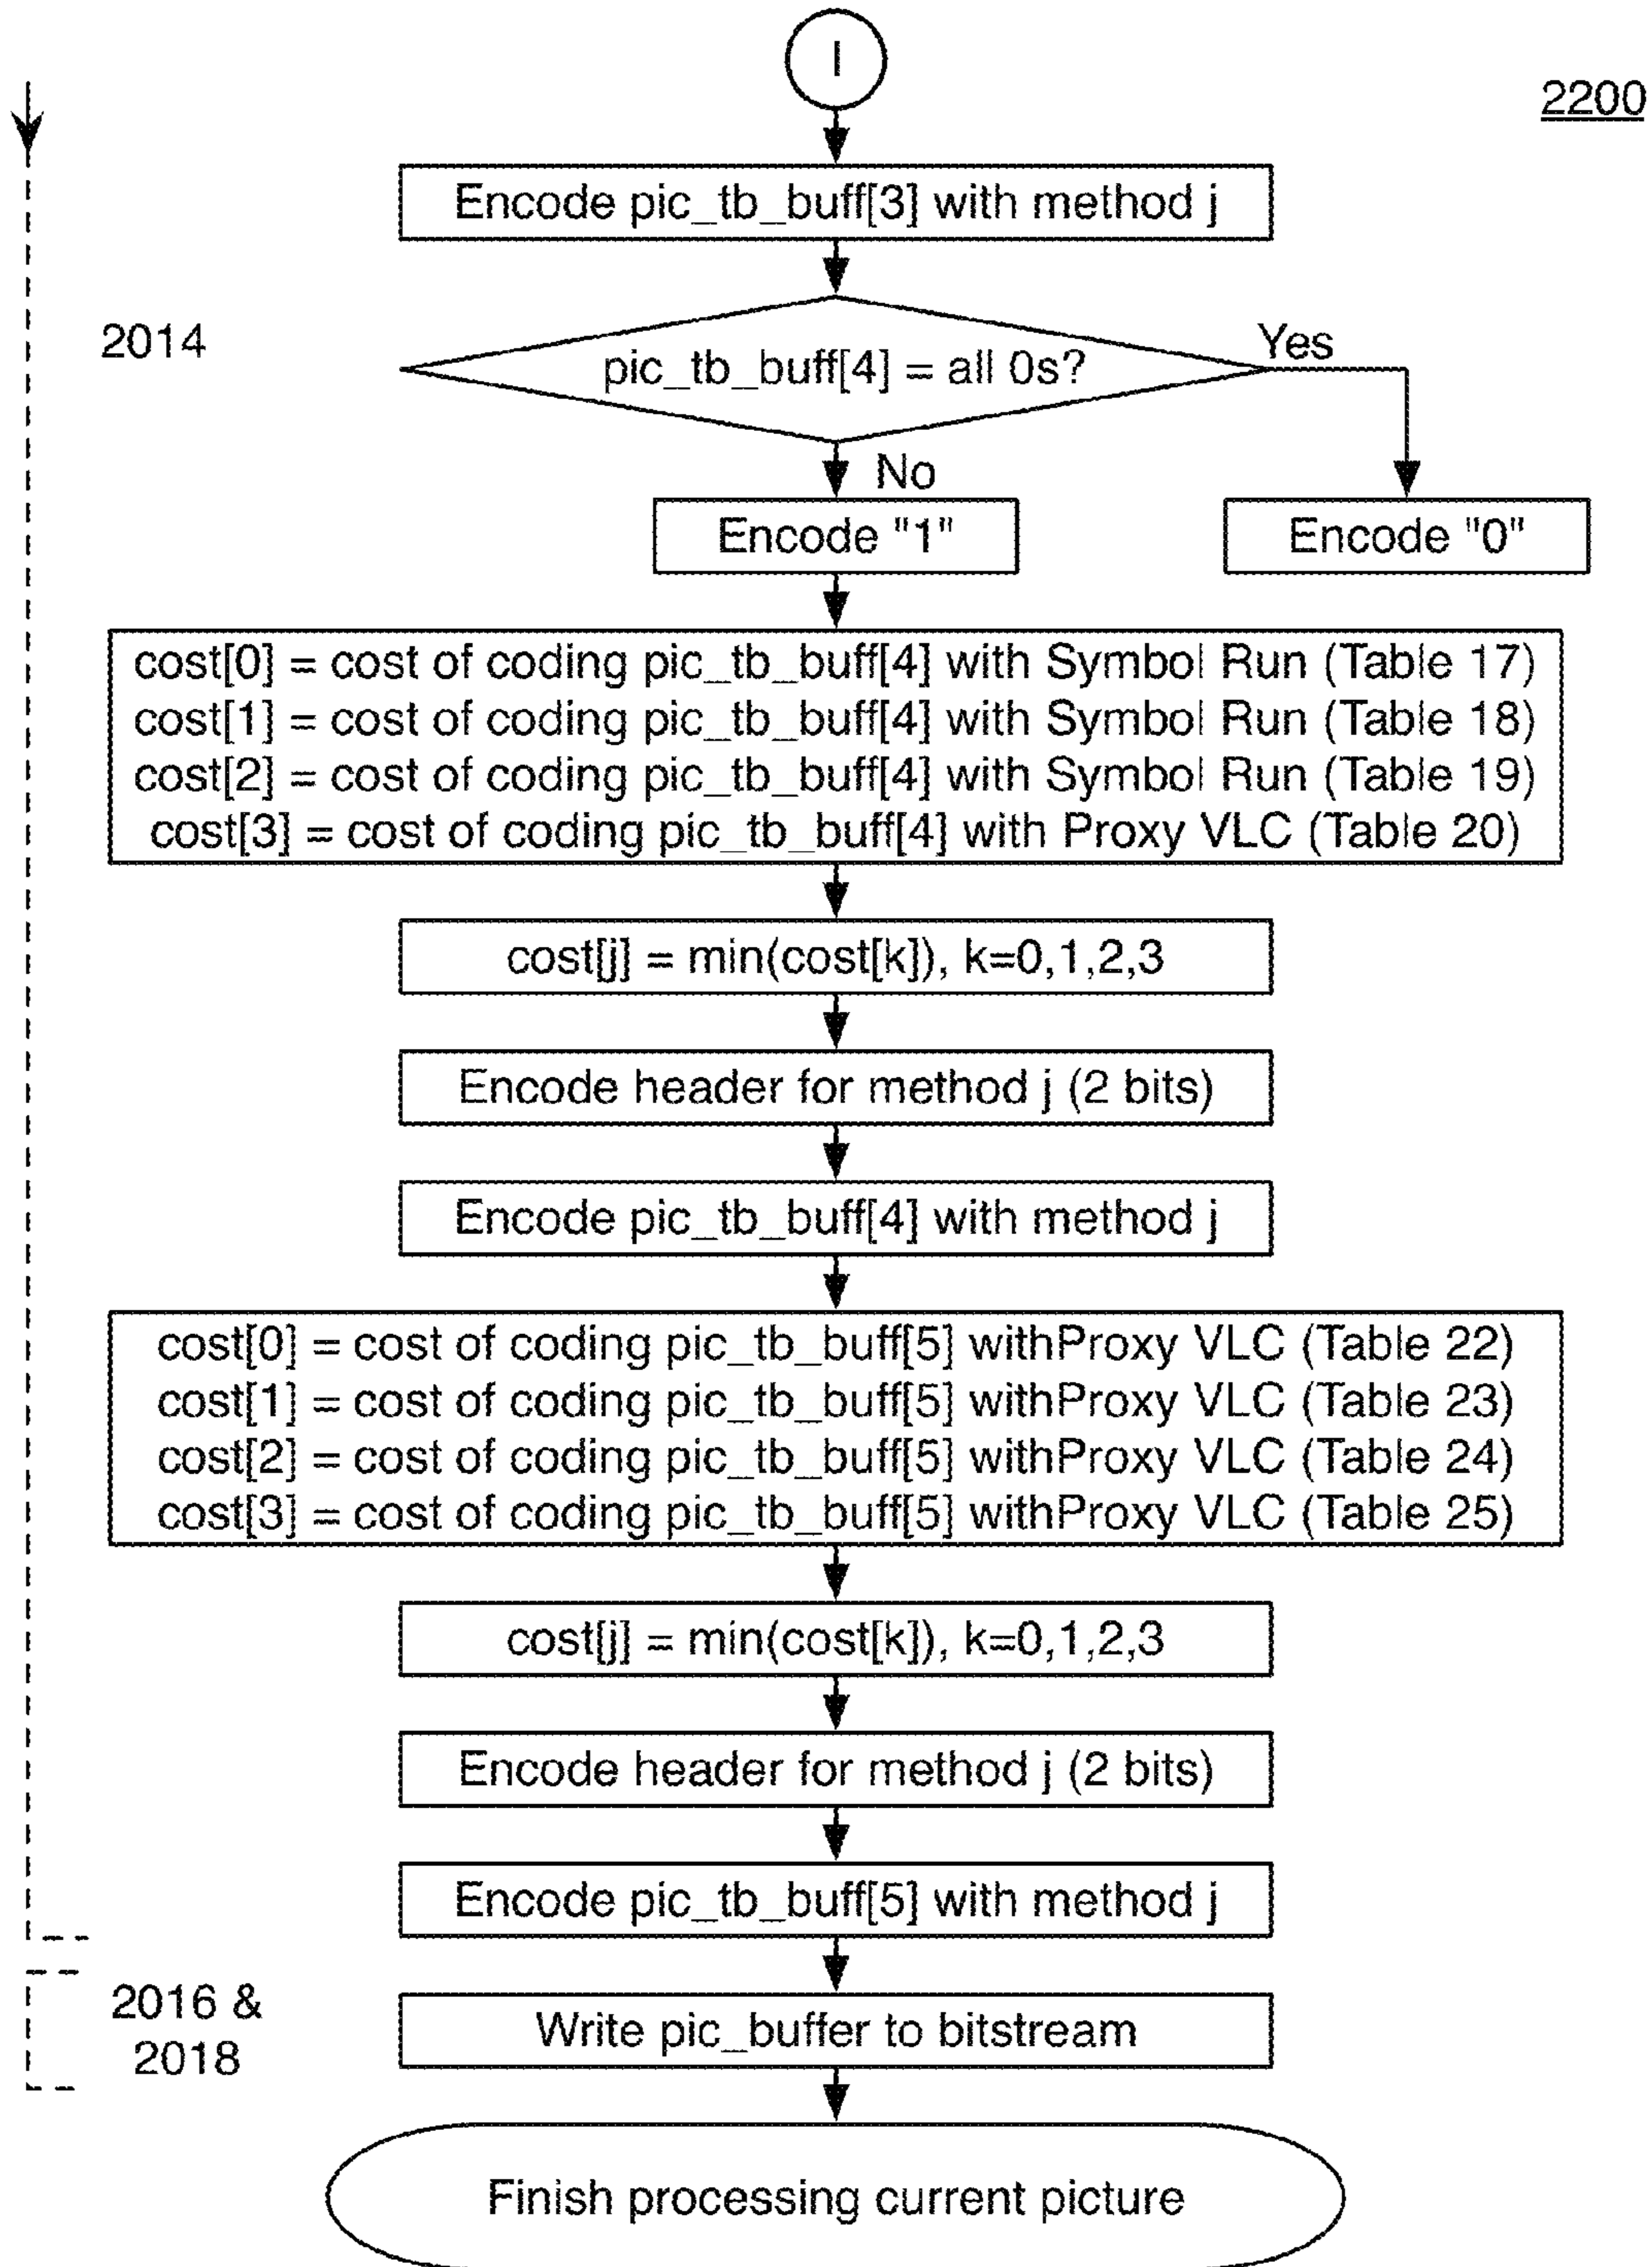 I
2200
Encode pic_tb_buff[3] with method j
2014
pic_tb_buff[4] = all 0s?
Yes
No
Encode "1"
Encode "0"
cost[0] = cost of coding pic_tb_buff[4] with Symbol Run (Table 17)
cost[1] = cost of coding pic_tb_buff[4] with Symbol Run (Table 18)
cost[2] = cost of coding pic_tb_buff[4] with Symbol Run (Table 19)
cost[3] = cost of coding pic_tb_buff[4] with Proxy VLC (Table 20)
cost[j] = min(cost[k]), k=0,1,2,3
Encode header for method j (2 bits)
Encode pic_tb_buff[4] with method j
cost[0] = cost of coding pic_tb_buff[5] withProxy VLC (Table 22)
cost[1] = cost of coding pic_tb_buff[5] withProxy VLC (Table 23)
cost[2] = cost of coding pic_tb_buff[5] withProxy VLC (Table 24)
cost[3] = cost of coding pic_tb_buff[5] withProxy VLC (Table 25)
cost[j] = min(cost[k]), k=0,1,2,3
Encode header for method j (2 bits)
Encode pic_tb_buff[5] with method j
2016 &
2018
Write pic_buffer to bitstream
Finish processing current picture